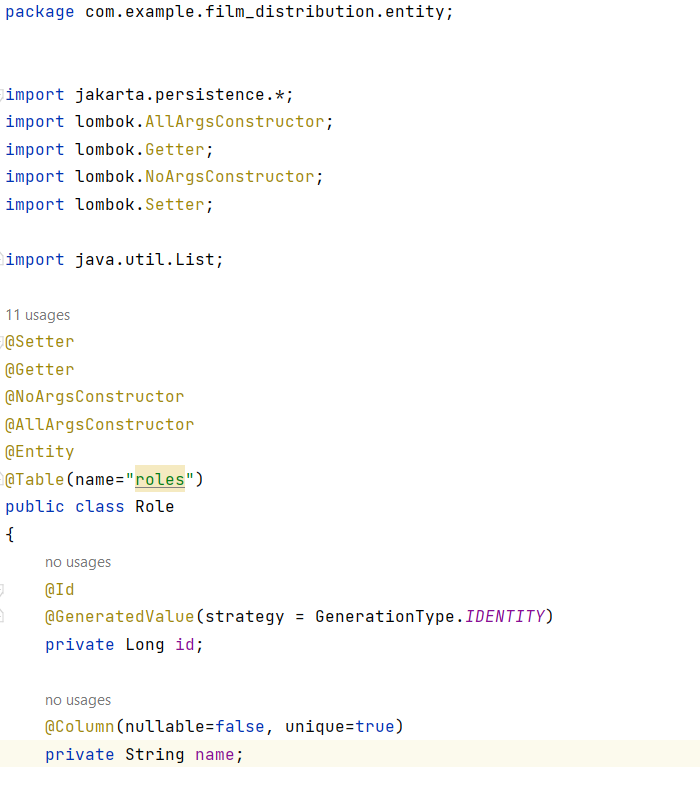 package com.example.film_distribution.entity;
import jakarta.persistence.*;
import lombok.AllArgsConstructor;
import lombok.Getter;
import lombok.NoArgsConstructor;
import lombok.Setter;
import java.util.List;
11 usages
@Setter
@Getter
@NoArgsConstructor
@AllArgsConstructor
@Entity
@Table(name="roles")
public class Role
{
no usages
@Id
@GeneratedValue(strategy = GenerationType.IDENTITY)
private Long id;
no usages
@Column(nullable=false, unique=true)
private String name;